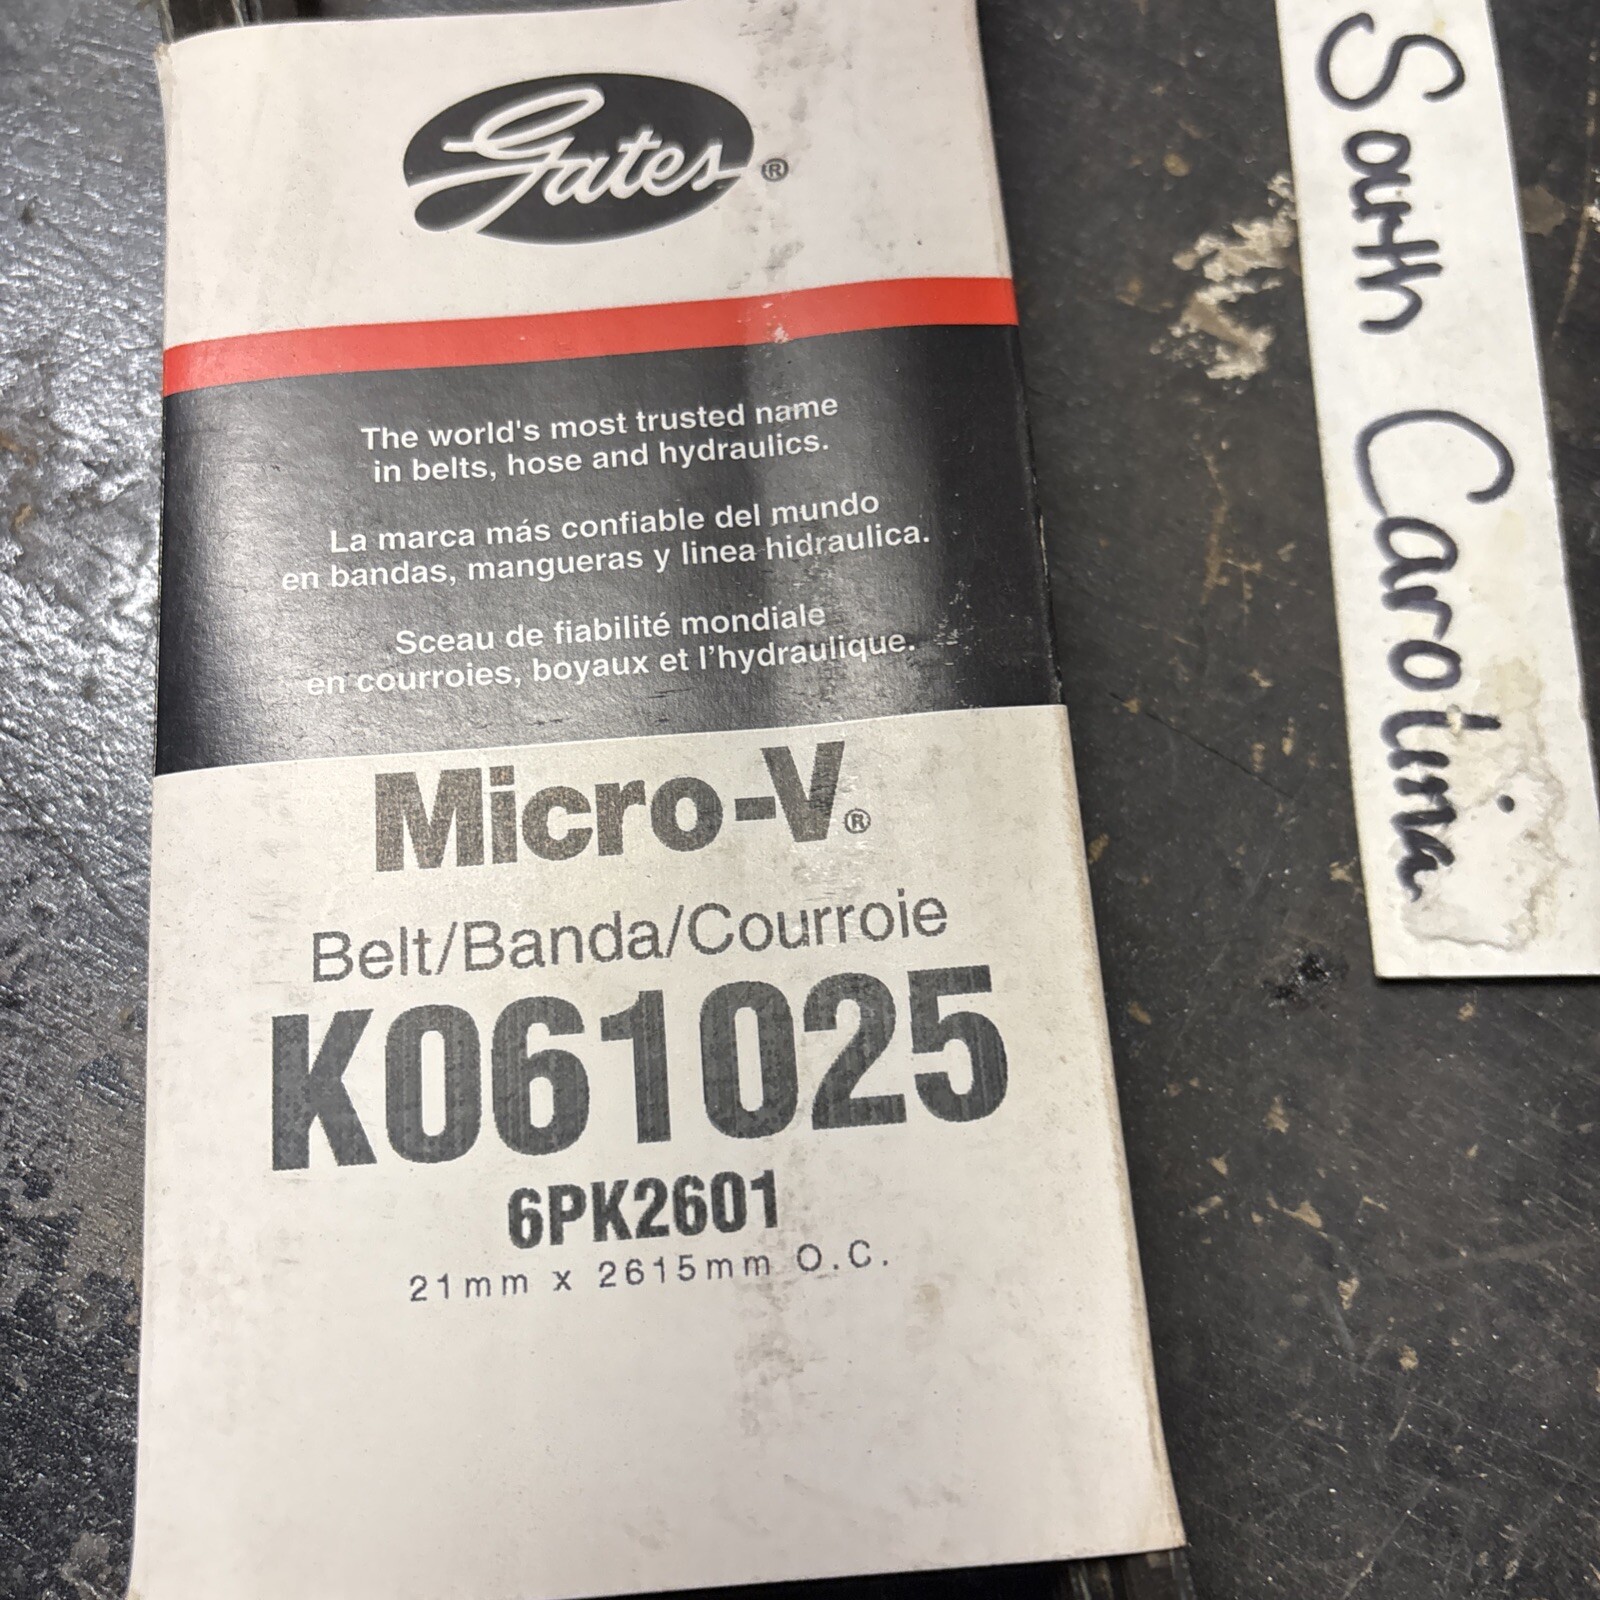 Gates®
The world's most trusted name
in belts, hose and hydraulics.
La marca más confiable del mundo
en bandas, mangueras y linea hidraulica.
Sceau de fiabilité mondiale
en courroies, boyaux et l'hydraulique.
Micro-V®
Belt/Banda/Courroie
K061025
6PK2601
21mm x 2615mm O.C.
South Carolina